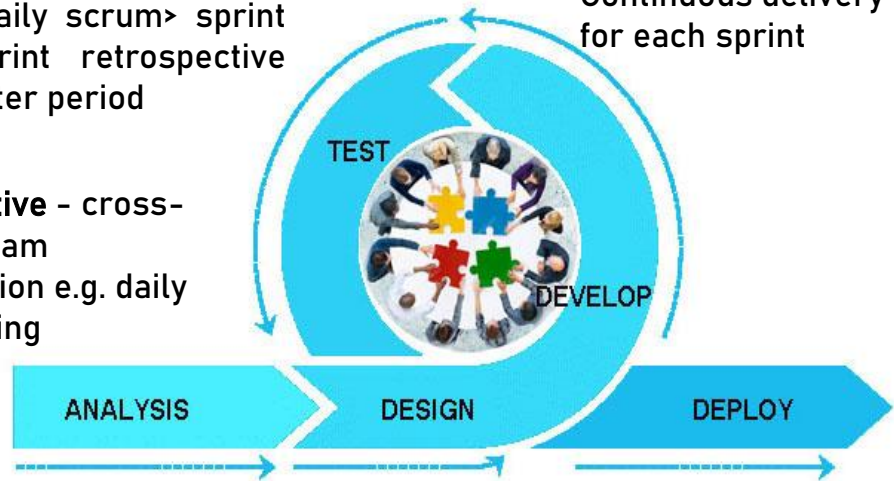 aily scrum> sprint
rint retrospective
ter period
Continuous delivery
for each sprint
tive - cross-
am
ion e.g. daily
ing
TEST
DEVELOP
ANALYSIS
DESIGN
DEPLOY